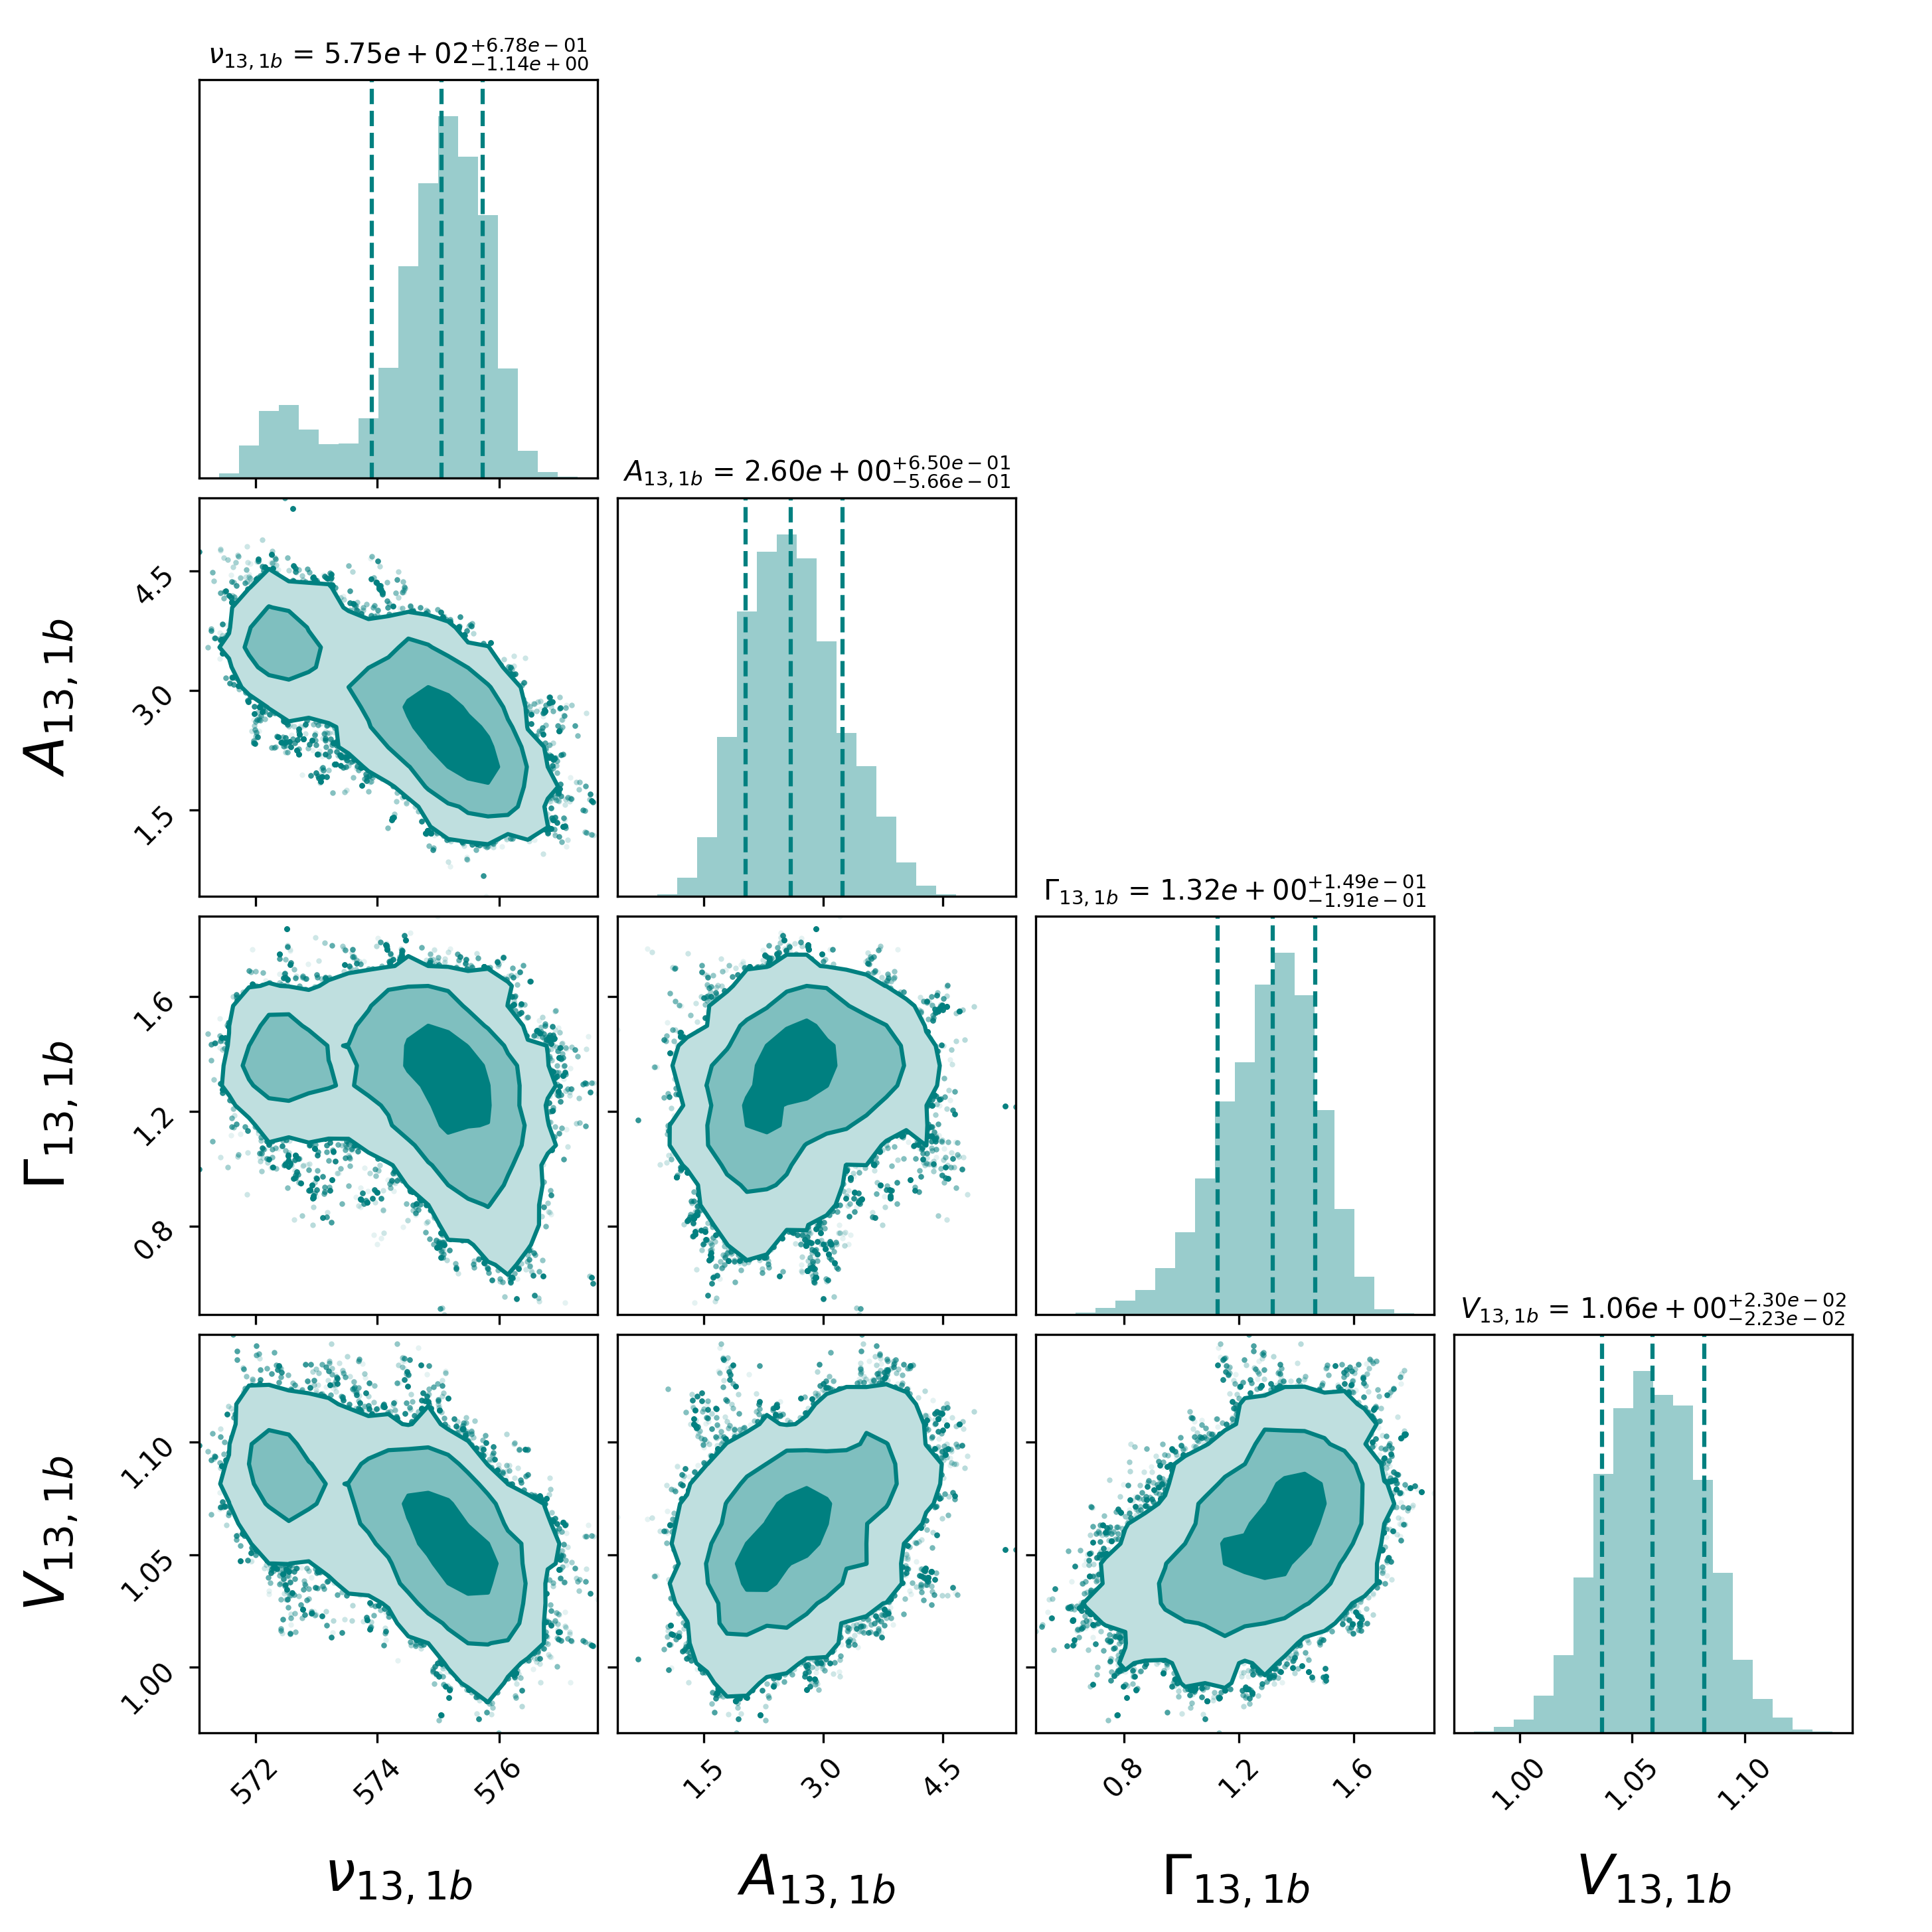 ν13, 1b = 5.75e + 02 +6.78e − 01 −1.14e + 00
A13, 1b = 2.60e + 00 +6.50e − 01 −5.66e − 01
4.5
3.0
1.5
A13, 1b
Γ13, 1b = 1.32e + 00 +1.49e − 01 −1.91e − 01
1.6
1.2
0.8
Γ13, 1b
V13, 1b = 1.06e + 00 +2.30e − 02 −2.23e − 02
1.10
1.05
1.00
V13, 1b
572 574 576 1.5 3.0 4.5 0.8 1.2 1.6 1.00 1.05 1.10
ν13, 1b A13, 1b Γ13, 1b V13, 1b